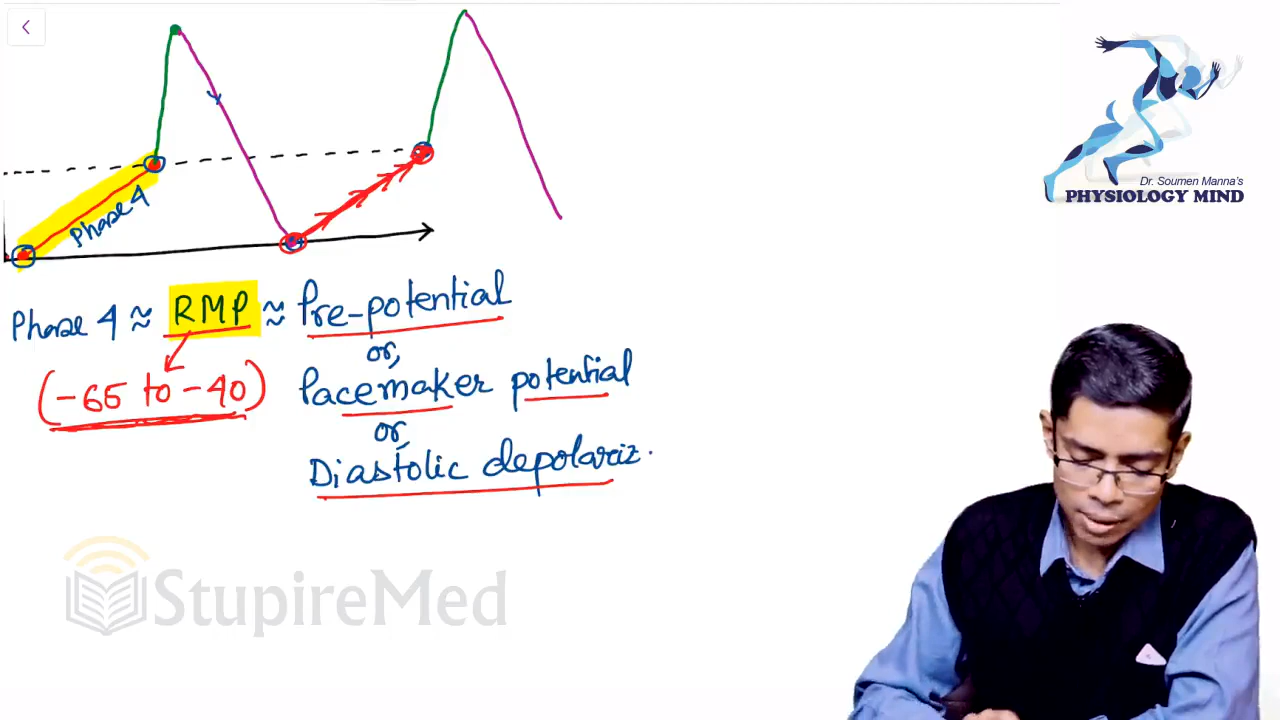 Dr. Soumen Manna's
PHYSIOLOGY MIND
Phase 4
Phase 4 ≈ RMP ≈ Pre-potential
or,
(-65 to -40) Pacemaker potential
or,
Diastolic depolariz.
StupireMed